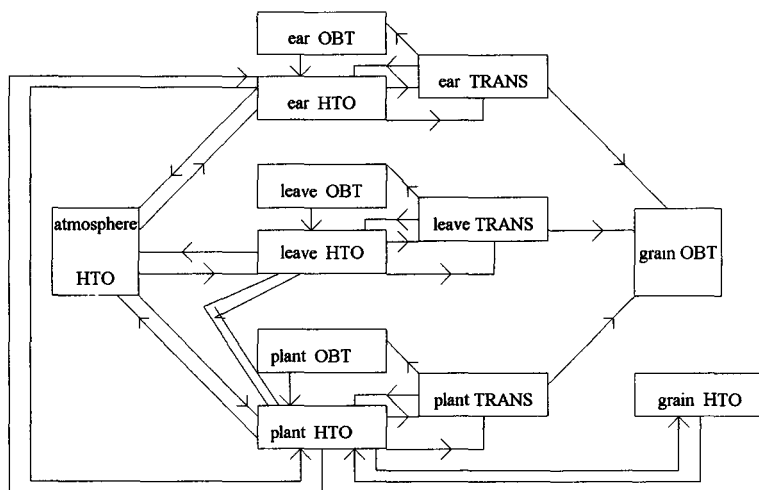 ear OBT
ear TRANS
ear HTO
leave OBT
atmosphere
HTO
leave TRANS
leave HTO
grain OBT
plant OBT
plant TRANS
grain HTO
plant HTO